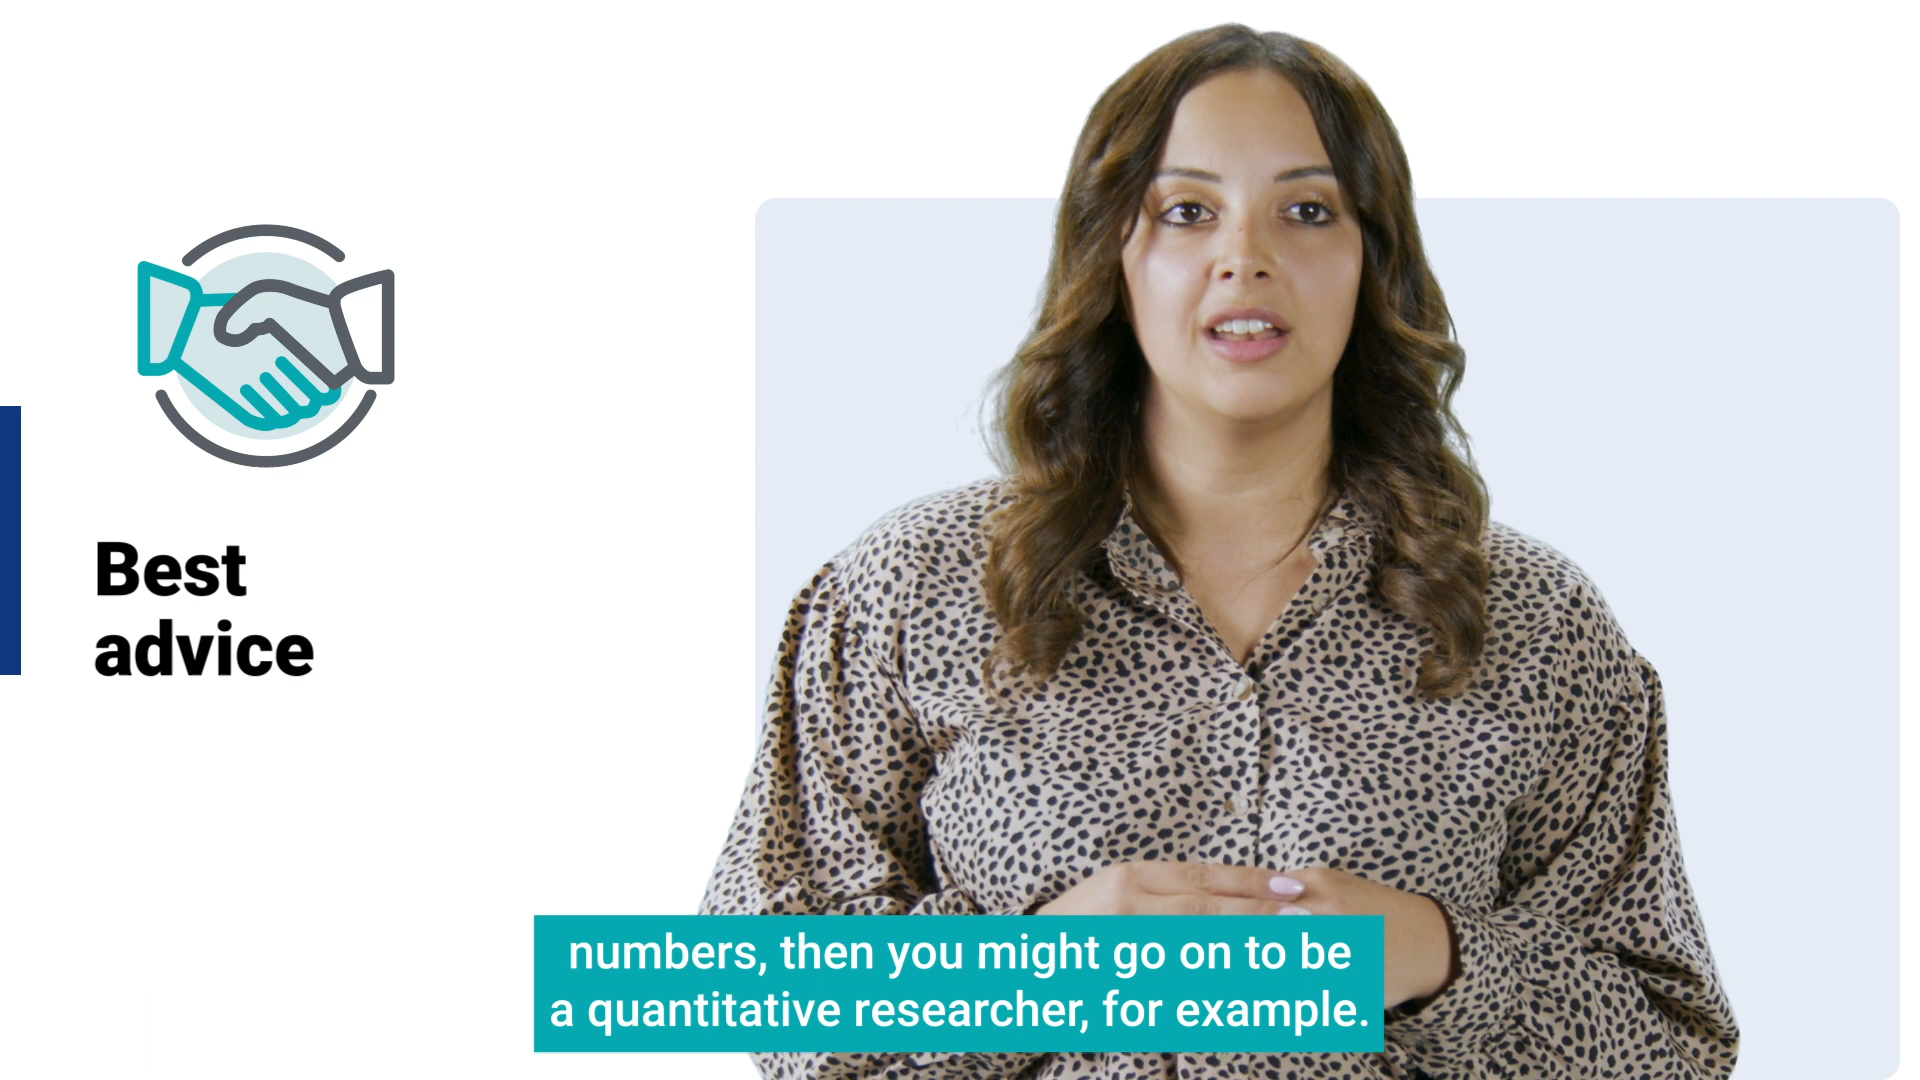 Best
advice
numbers, then you might go on to be
a quantitative researcher, for example.